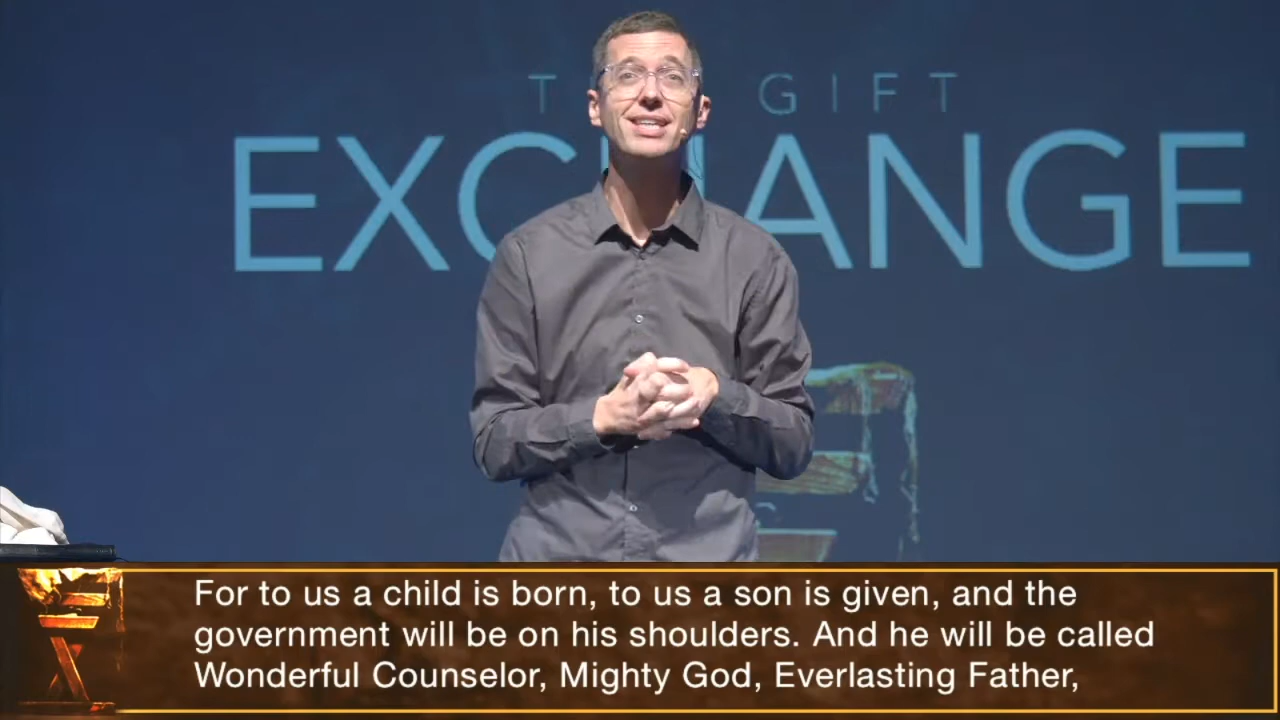 T GIFT
EXCHANGE
For to us a child is born, to us a son is given, and the
government will be on his shoulders. And he will be called
Wonderful Counselor, Mighty God, Everlasting Father,